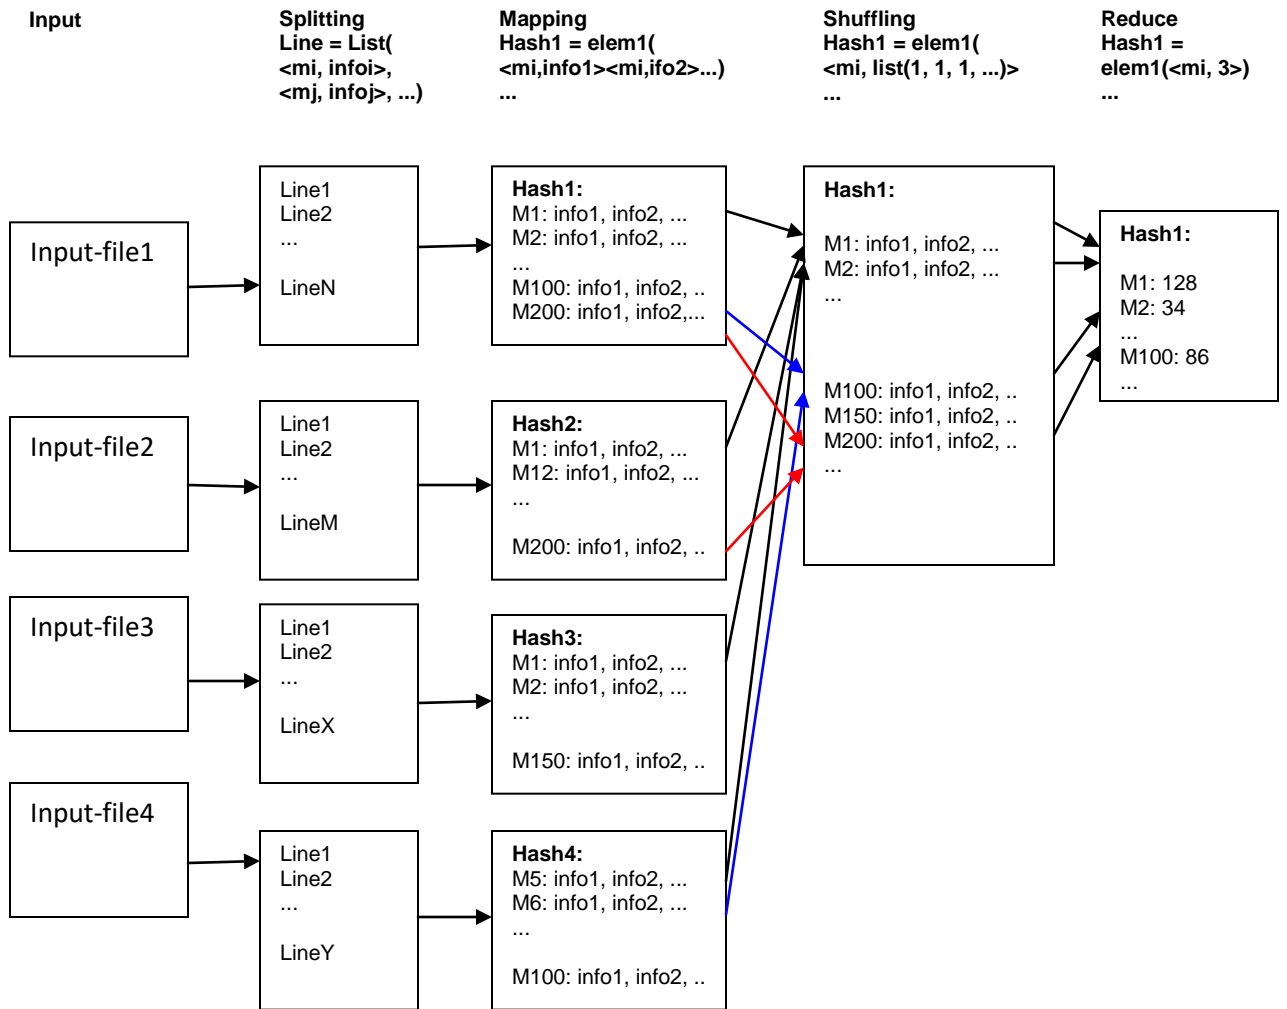 Input
Splitting
Line = List(
<mi, infoi>,
<mj, infoj>, ...)
Mapping
Hash1 = elem1(
<mi,info1><mi,ifo2>...)
...
Shuffling
Hash1 = elem1(
<mi, list(1, 1, 1, ...)>
...
Reduce
Hash1 =
elem1(<mi, 3>)
...
Input-file1
Input-file2
Input-file3
Input-file4
Line1
Line2
...
LineN
Line1
Line2
...
LineM
Line1
Line2
...
LineX
Line1
Line2
...
LineY
Hash1:
M1: info1, info2, ...
M2: info1, info2, ...
...
M100: info1, info2, ..
M200: info1, info2,...
Hash2:
M1: info1, info2, ...
M12: info1, info2, ...
...
M200: info1, info2, ..
Hash3:
M1: info1, info2, ...
M2: info1, info2, ...
...
M150: info1, info2, ..
Hash4:
M5: info1, info2, ...
M6: info1, info2, ...
...
M100: info1, info2, ..
Hash1:
M1: info1, info2, ...
M2: info1, info2, ...
...
M100: info1, info2, ..
M150: info1, info2, ..
M200: info1, info2, ..
...
Hash1:
M1: 128
M2: 34
...
M100: 86
...